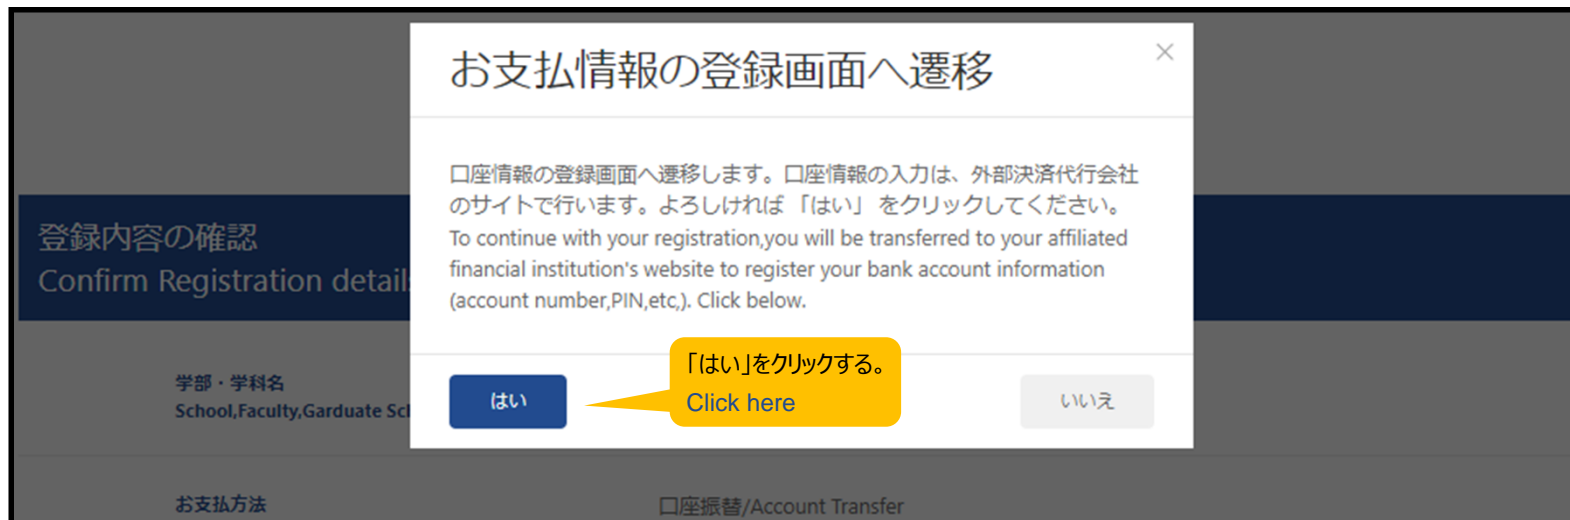 お支払情報の登録画面へ遷移
×
口座情報の登録画面へ遷移します。口座情報の入力は、外部決済代行会社
のサイトで行います。よろしければ 「はい」 をクリックしてください。
To continue with your registration,you will be transferred to your affiliated
financial institution's website to register your bank account information
(account number,PIN,etc,). Click below.
登録内容の確認
Confirm Registration detail
「はい」をクリックする。
Click here
はい
いいえ
学部・学科名
School,Faculty,Garduate Scl
お支払方法
口座振替/Account Transfer